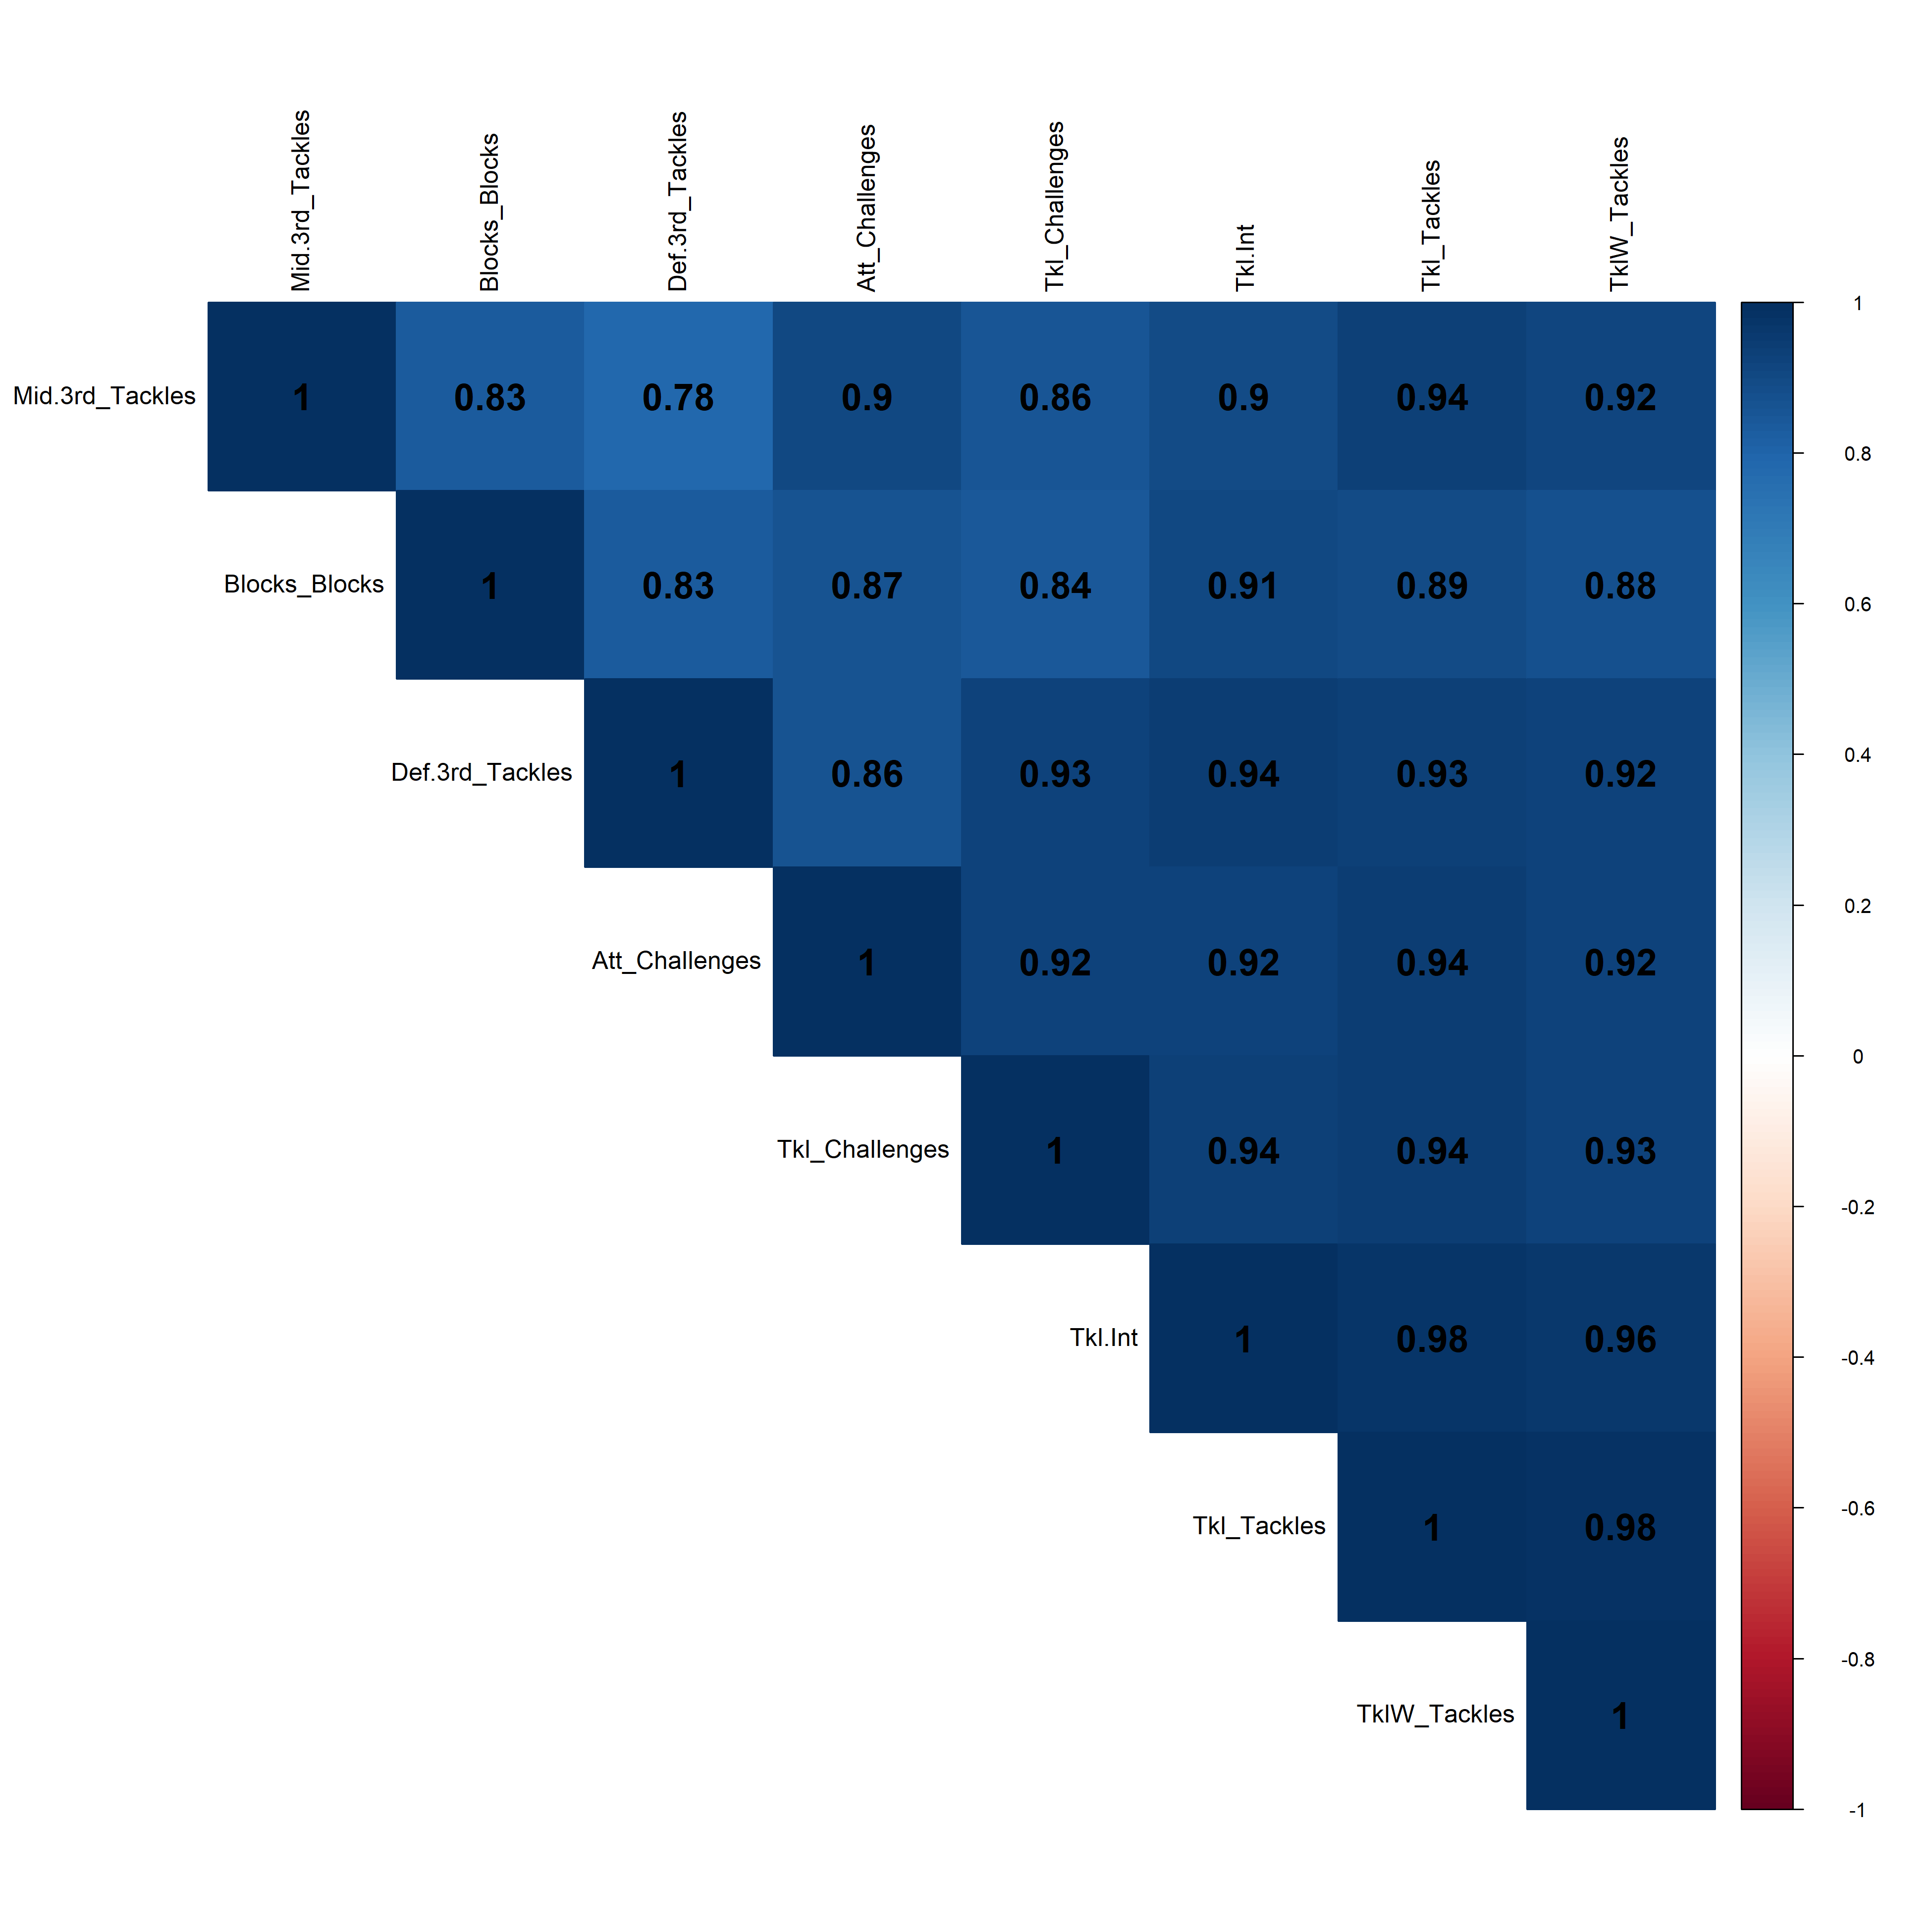 Mid.3rd_Tackles
Blocks_Blocks
Def.3rd_Tackles
Att_Challenges
Tkl_Challenges
Tkl.Int
Tkl_Tackles
TklW_Tackles
Mid.3rd_Tackles 1 0.83 0.78 0.9 0.86 0.9 0.94 0.92
Blocks_Blocks 1 0.83 0.87 0.84 0.91 0.89 0.88
Def.3rd_Tackles 1 0.86 0.93 0.94 0.93 0.92
Att_Challenges 1 0.92 0.92 0.94 0.92
Tkl_Challenges 1 0.94 0.94 0.93
Tkl.Int 1 0.98 0.96
Tkl_Tackles 1 0.98
TklW_Tackles 1
1
0.8
0.6
0.4
0.2
0
-0.2
-0.4
-0.6
-0.8
-1